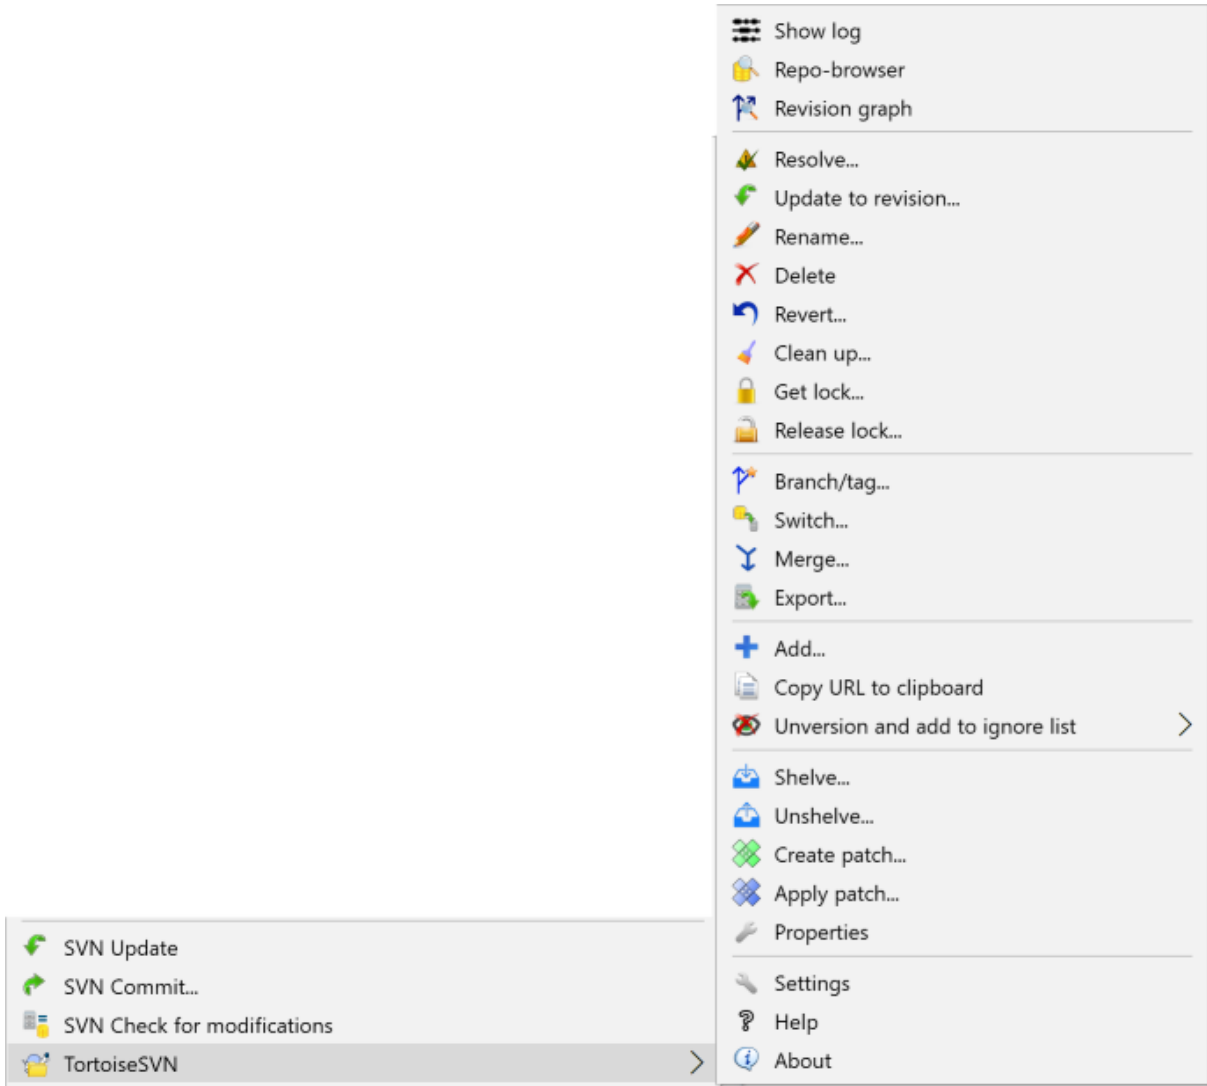 Show log
Repo-browser
Revision graph
Resolve...
Update to revision...
Rename...
Delete
Revert...
Clean up...
Get lock...
Release lock...
Branch/tag...
Switch...
Merge...
Export...
Add...
Copy URL to clipboard
Unversion and add to ignore list
Shelve...
Unshelve...
Create patch...
Apply patch...
Properties
Settings
Help
About
SVN Update
SVN Commit...
SVN Check for modifications
TortoiseSVN